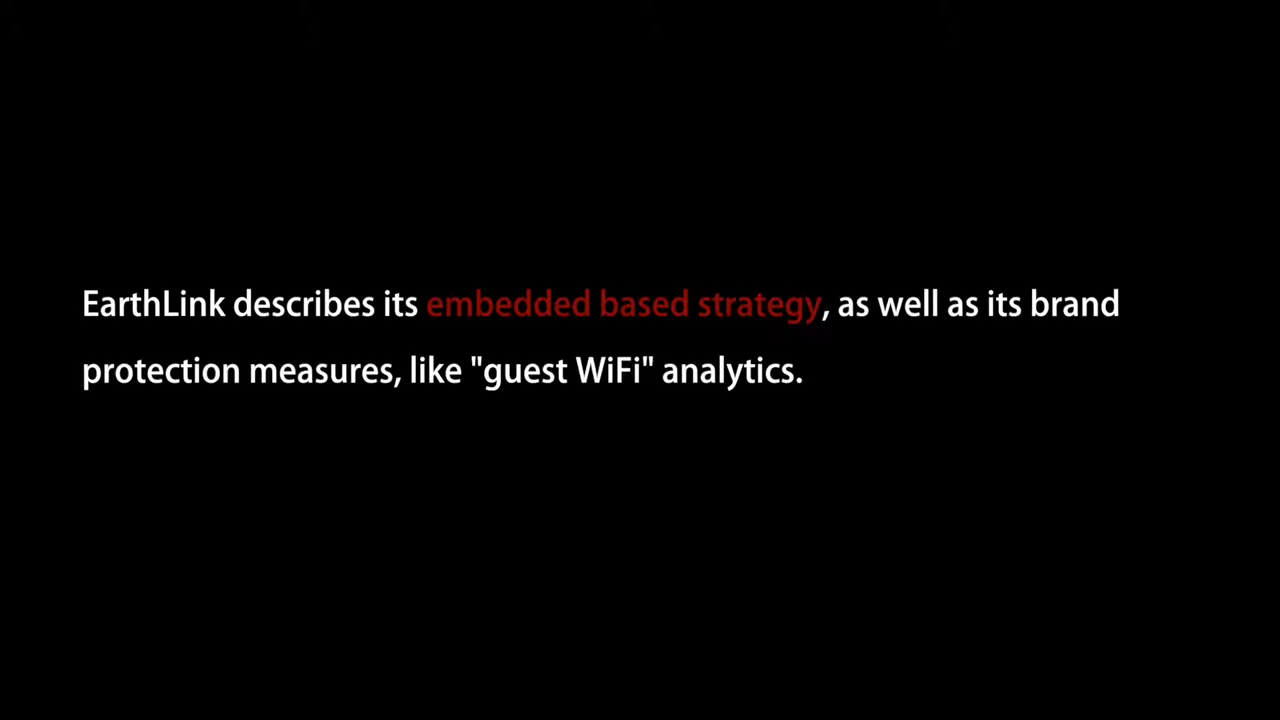 EarthLink describes its embedded based strategy, as well as its brand
protection measures, like "guest WiFi" analytics.